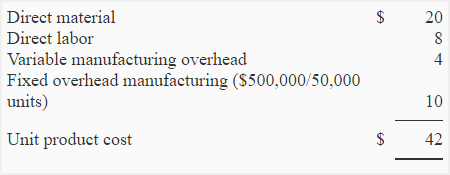 Direct material $ 20
Direct labor 8
Variable manufacturing overhead 4
Fixed overhead manufacturing ($500,000/50,000
units) 10
Unit product cost $ 42